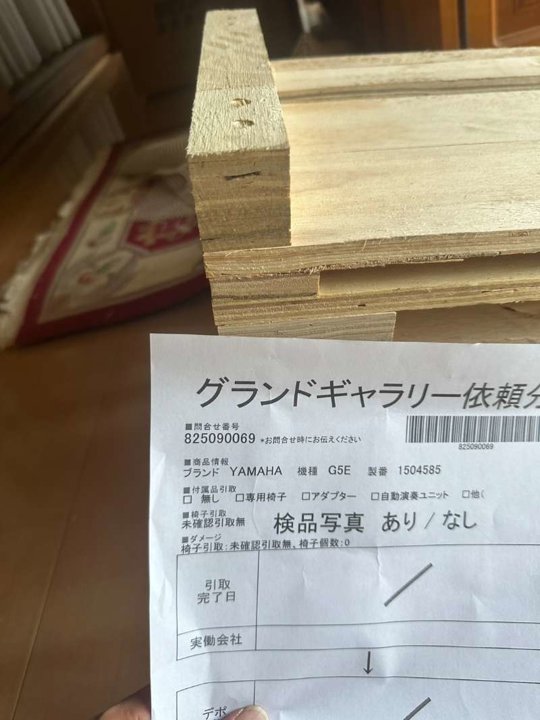 グランドギャラリー依頼分
■問合せ番号
825090069 *お問合せ時にお伝えください
825090069
■商品情報
ブランド YAMAHA 機種 G5E 製番 1504585
■付属品引取
□ 無し □専用椅子 □アダプター □自動演奏ユニット □他(
■椅子引取
未確認引取無 検品写真 あり / なし
■ダメージ
椅子引取:未確認引取無、椅子個数:0
引取
完了日
実働会社
↓
デポ